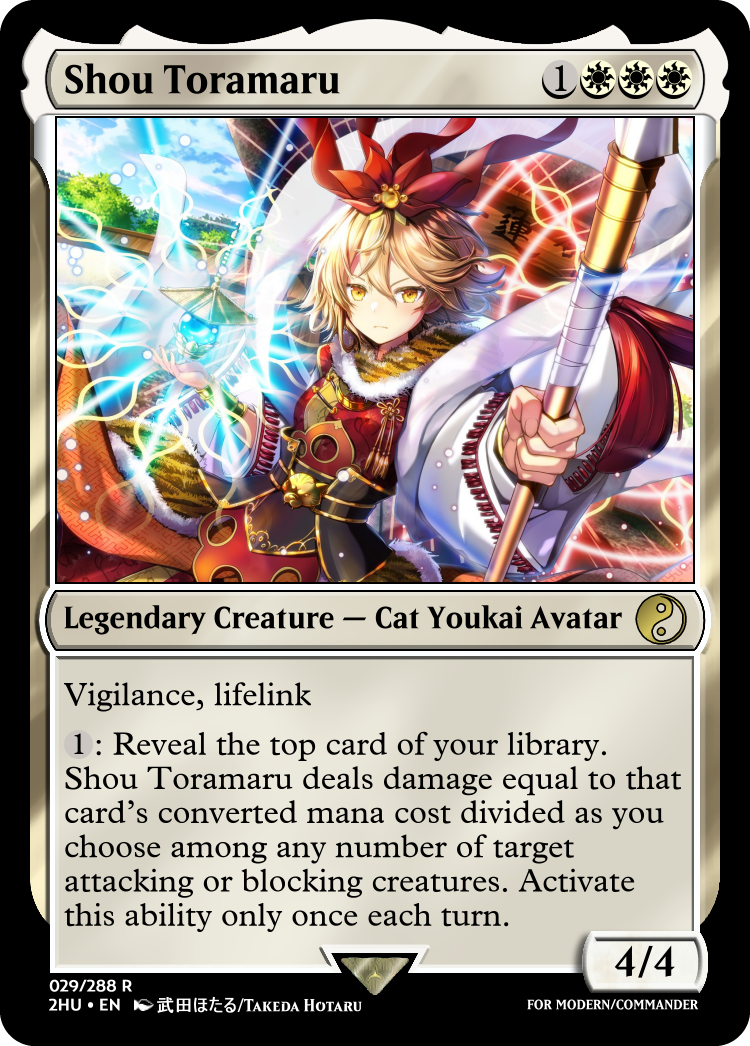 Shou Toramaru 1
蓮
Legendary Creature — Cat Youkai Avatar
Vigilance, lifelink
1: Reveal the top card of your library.
Shou Toramaru deals damage equal to that
card's converted mana cost divided as you
choose among any number of target
attacking or blocking creatures. Activate
this ability only once each turn.
4/4
029/288 R
2HU • EN 武田ほたる/Takeda Hotaru
FOR MODERN/COMMANDER